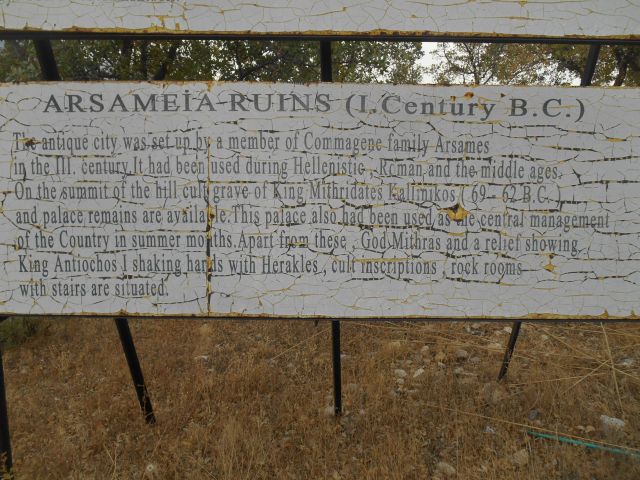 ARSAMEİA RUINS (I.Century B.C.)
The antique city was set up by a member of Commagene family Arsames
in the III. century.It had been used during Hellenistic , Roman and the middle ages.
On the summit of the hill cult grave of King Mithridates Kallinikos ( 69 - 62 B.C. )
and palace remains are available.This palace also had been used as the central management
of the Country in summer months.Apart from these , God Mithras and a relief showing
King Antiochos I shaking hands with Herakles , cult inscriptions , rock rooms
with stairs are situated.